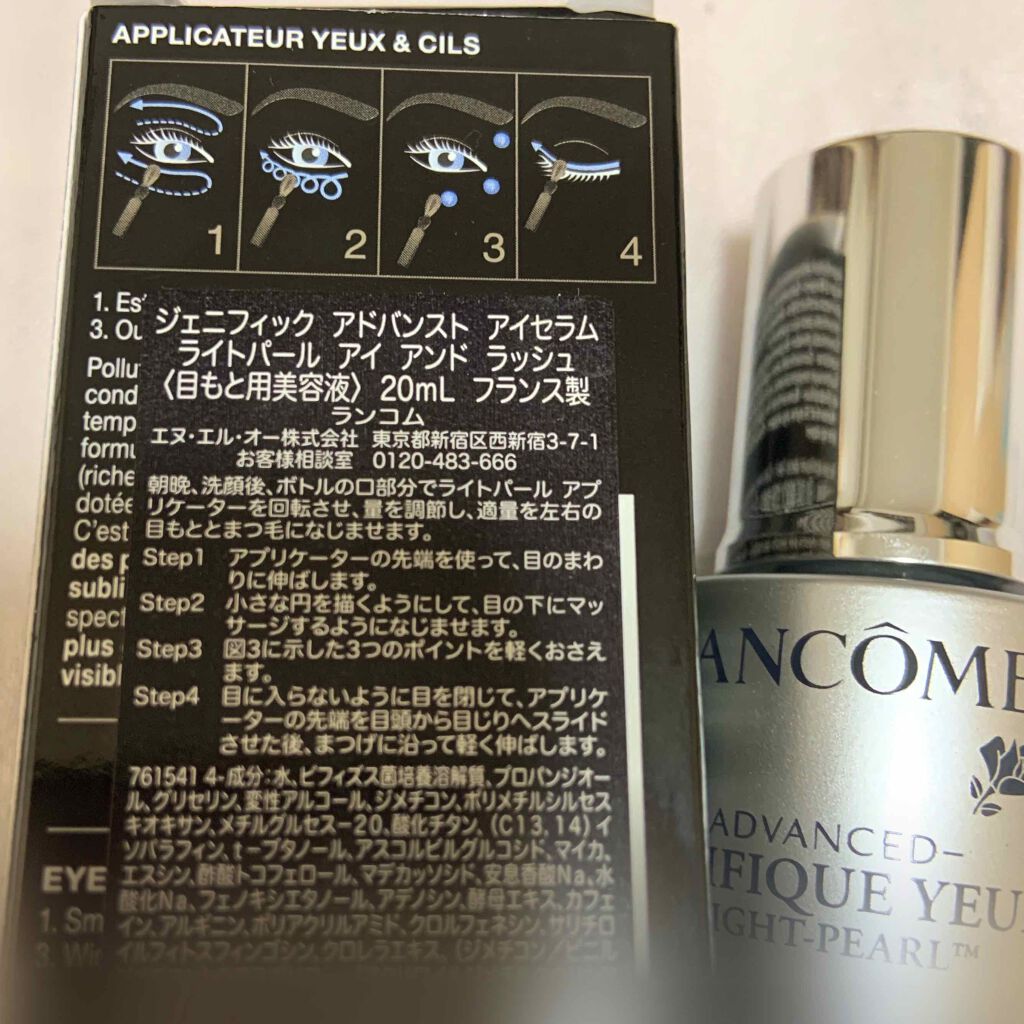 APPLICATEUR YEUX & CILS
1 2 3 4
1. Es
3. Ou
Pollu
cond
temp
formu
(riche
dotée
C'est
des p
subli
spect
plus
visibl
EYE
1. Sm
3. Wir
ジェニフィック アドバンスト アイセラム
ライトパール アイ アンド ラッシュ
〈目もと用美容液〉 20mL フランス製
ランコム
エヌ・エル・オー株式会社 東京都新宿区西新宿3-7-1
お客様相談室 0120-483-666
朝晩、洗顔後、ボトルの口部分でライトパール アプ
リケーターを回転させ、量を調節し、適量を左右の
目もととまつ毛になじませます。
Step1 アプリケーターの先端を使って、目のまわ
りに伸ばします。
Step2 小さな円を描くようにして、目の下にマッ
サージするようになじませます。
Step3 図3に示した3つのポイントを軽くおさえ
ます。
Step4 目に入らないように目を閉じて、アプリケ
ーターの先端を目頭から目じりへスライド
させた後、まつげに沿って軽く伸ばします。
761541 4-成分：水、ビフィズス菌培養溶解質、プロパンジオー
ル、グリセリン、変性アルコール、ジメチコン、ポリメチルシルセス
キオキサン、メチルグルセス-20、酸化チタン、(C13,14)イ
ソパラフィン、t-ブタノール、アスコルビルグルコシド、マイカ、
エスシン、酢酸トコフェロール、マデカッソシド、安息香酸Na、水
酸化Na、フェノキシエタノール、アデノシン、酵母エキス、カフェ
イン、アルギニン、ポリアクリルアミド、クロルフェネシン、サリチロ
イルフィトスフィンゴシン、クロレラエキス、(ジメチコン/ビニル
ANCÔME
ADVANCED-
IFIQUE YEU
IGHT-PEARL™